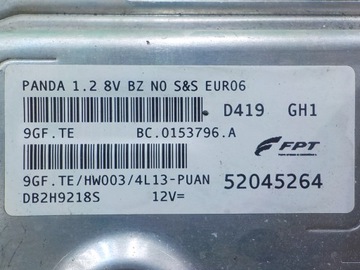 PANDA 1.2 8V BZ NO S&S EURO6
D419 GH1
9GF.TE BC.0153796.A
FPT
9GF.TE/HW003/4L13-PUAN 52045264
DB2H9218S 12V=